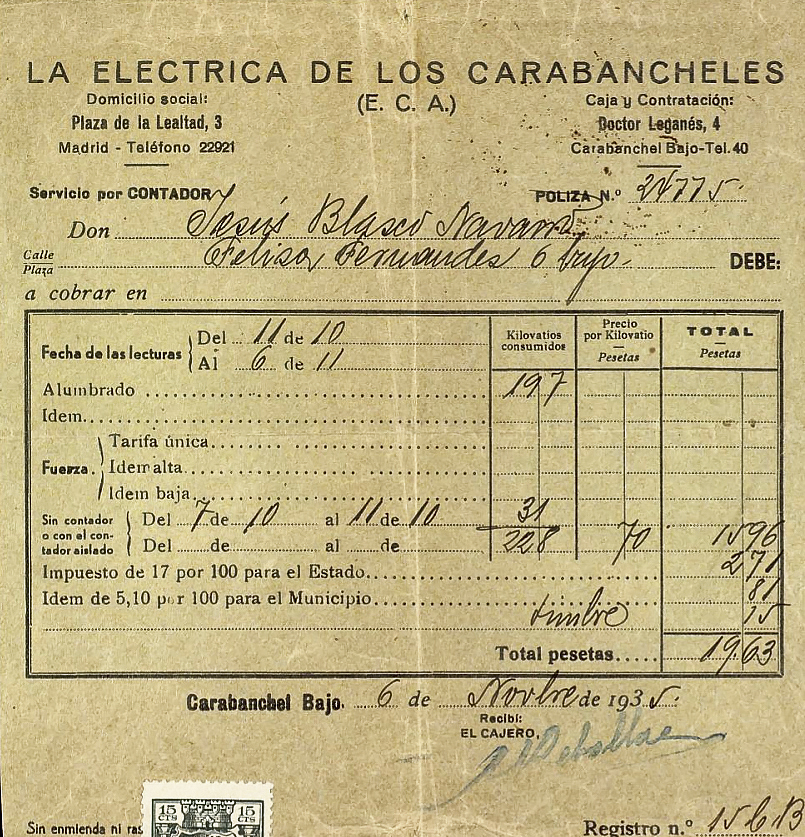 LA ELECTRICA DE LOS CARABANCHELES
(E. C. A.)
Domicilio social:
Plaza de la Lealtad, 3
Madrid - Teléfono 22921
Caja y Contratación:
Doctor Leganés, 4
Carabanchel Bajo-Tel. 40
Servicio por CONTADOR
POLIZA N.º 24775
Don Jesús Blasco Navarro
Calle Plaza Felisa Fernandes 6 bajo. DEBE:
a cobrar en
Fecha de las lecturas
Del 11 de 10
Al 6 de 11
Kilovatios consumidos
Precio por Kilovatio
Pesetas
TOTAL
Pesetas
Alumbrado 197
Idem
Fuerza.
Tarifa única
Idem alta
Idem baja
Sin contador o con el contador aislado
Del 7 de 10 al 11 de 10 31
Del de al de 228 70 1596
Impuesto de 17 por 100 para el Estado 271
Idem de 5,10 por 100 para el Municipio 81
timbre 15
Total pesetas 19,63
Carabanchel Bajo. 6 de Novbre de 1935.
Recibí:
EL CAJERO,
15 CTS 15 CTS
Sin enmienda ni
Registro n.º